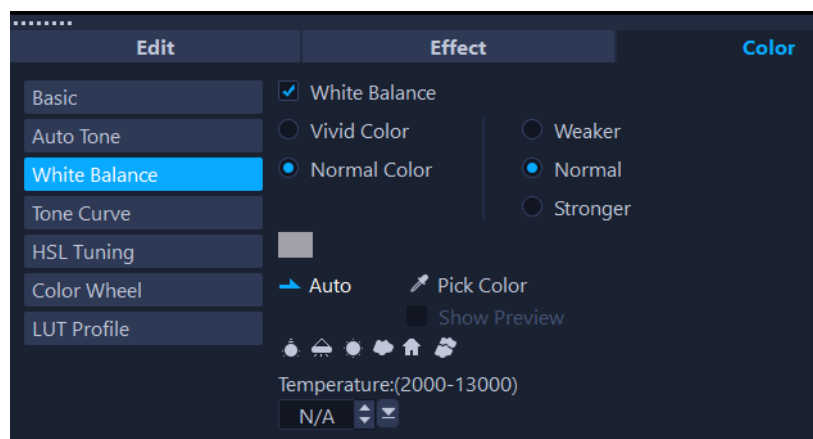 Edit Effect Color
Basic
Auto Tone
White Balance
Tone Curve
HSL Tuning
Color Wheel
LUT Profile
White Balance
Vivid Color
Normal Color
Weaker
Normal
Stronger
Auto
Pick Color
Show Preview
Temperature:(2000-13000)
N/A